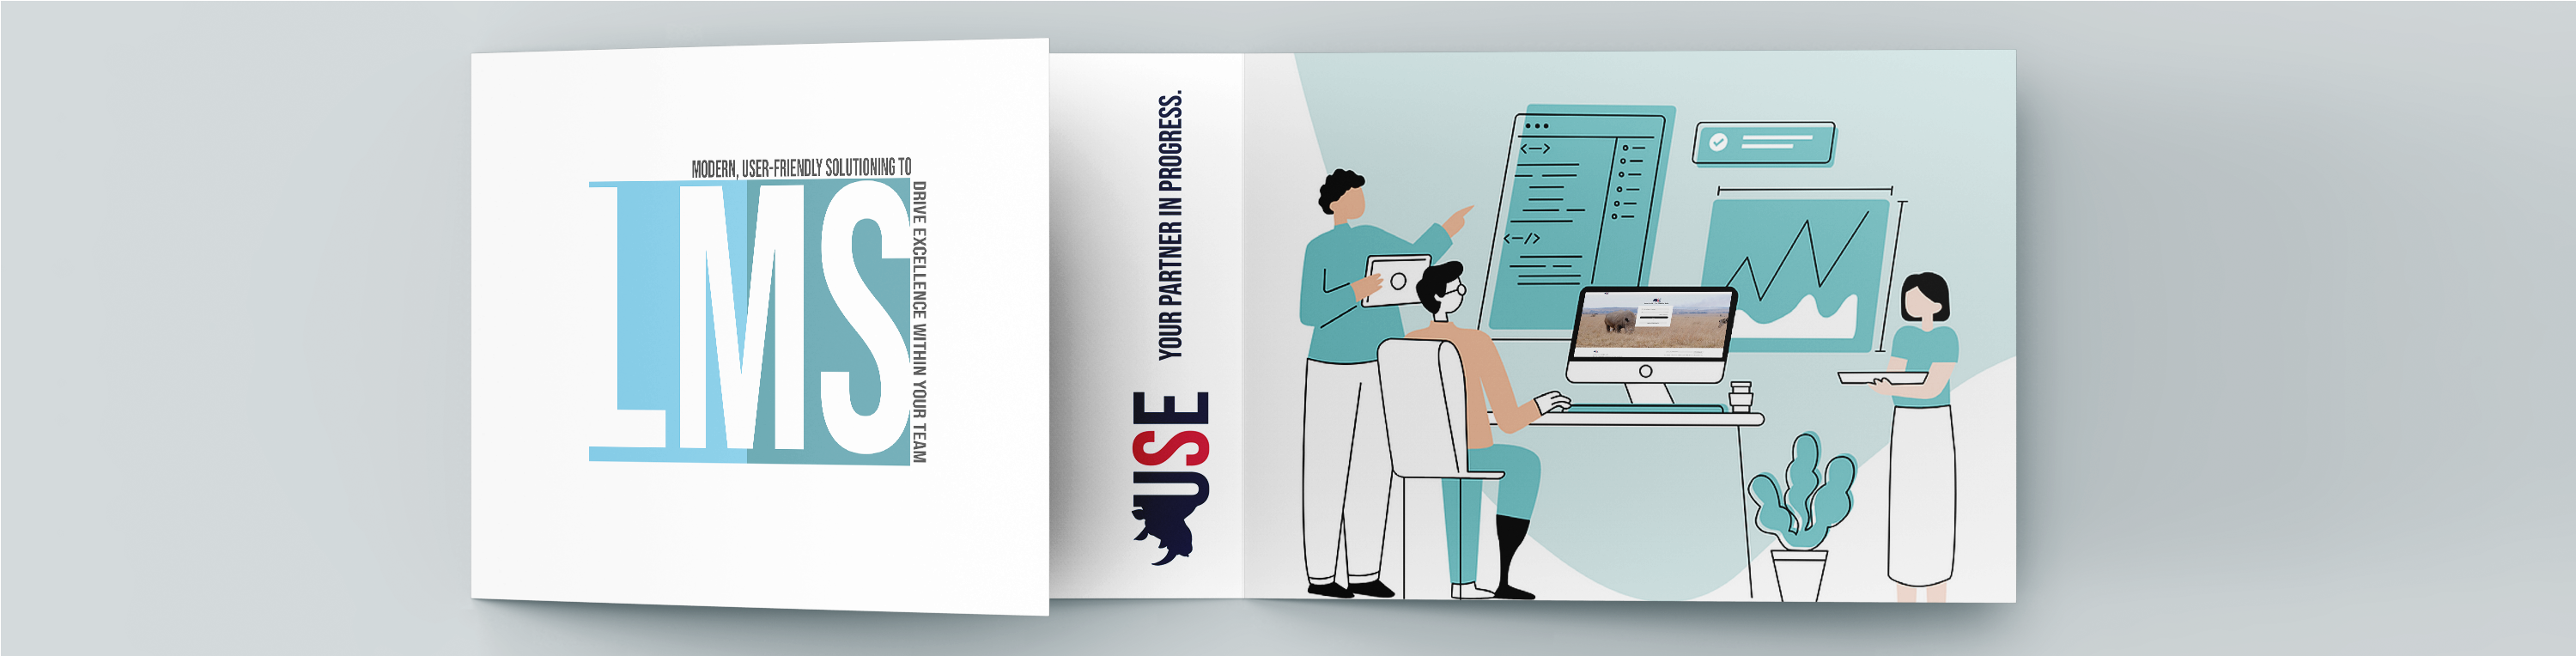 MODERN, USER-FRIENDLY SOLUTIONING TO
LMS
DRIVE EXCELLENCE WITHIN YOUR TEAM
USE
YOUR PARTNER IN PROGRESS.